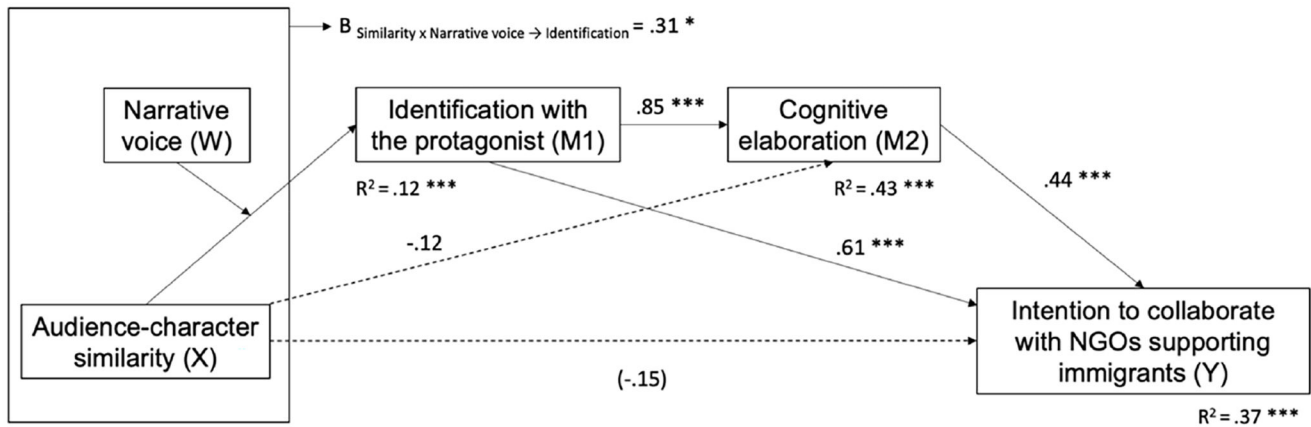 B Similarity x Narrative voice → Identification = .31 *
Narrative
voice (W)
Identification with
the protagonist (M1)
.85 ***
Cognitive
elaboration (M2)
R² = .12 ***
R² = .43 ***
.44 ***
-.12
.61 ***
Audience-character
similarity (X)
Intention to collaborate
with NGOs supporting
immigrants (Y)
(-.15)
R² = .37 ***